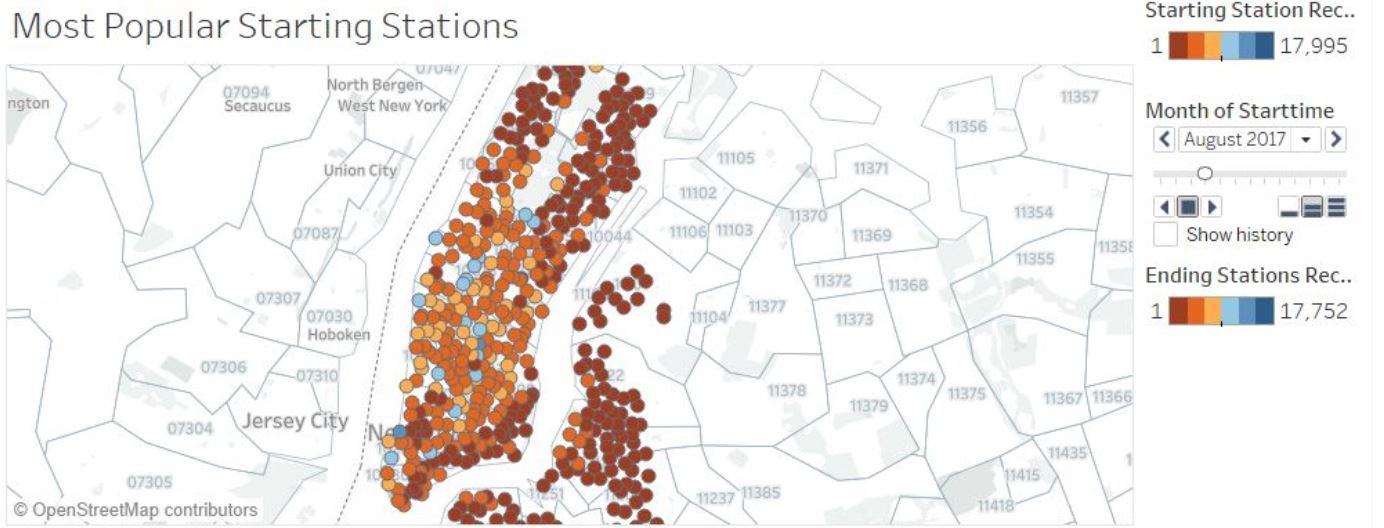 Most Popular Starting Stations
Starting Station Rec..
1 17,995
Month of Starttime
August 2017
Show history
Ending Stations Rec..
1 17,752
07047
North Bergen
07094
Secaucus
West New York
ngton
11357
11356
Union City
11105
11371
11102
11354
11370
07087
10044
11106
11103
11369
11358
11355
11372
11368
07307
11377
07030
11104
11373
Hoboken
07306
07310
11374
11378
11375
11367
11366
11379
Jersey City
07304
11435
07305
11415
11237
11385
11251
11418
© OpenStreetMap contributors